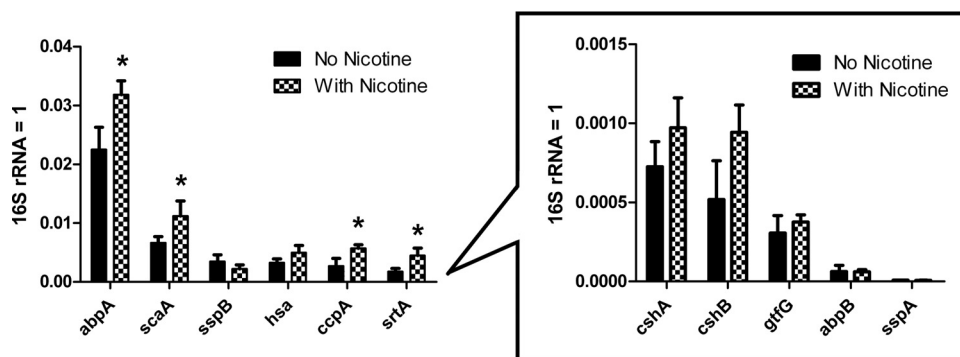 16S rRNA = 1
0.04
0.03
0.02
0.01
0.00
*
*
*
*
No Nicotine
With Nicotine
abpA
scaA
sspB
hsa
ccpA
srtA
16S rRNA = 1
0.0015
0.0010
0.0005
0.0000
No Nicotine
With Nicotine
cshA
cshB
gtfG
abpB
sspA